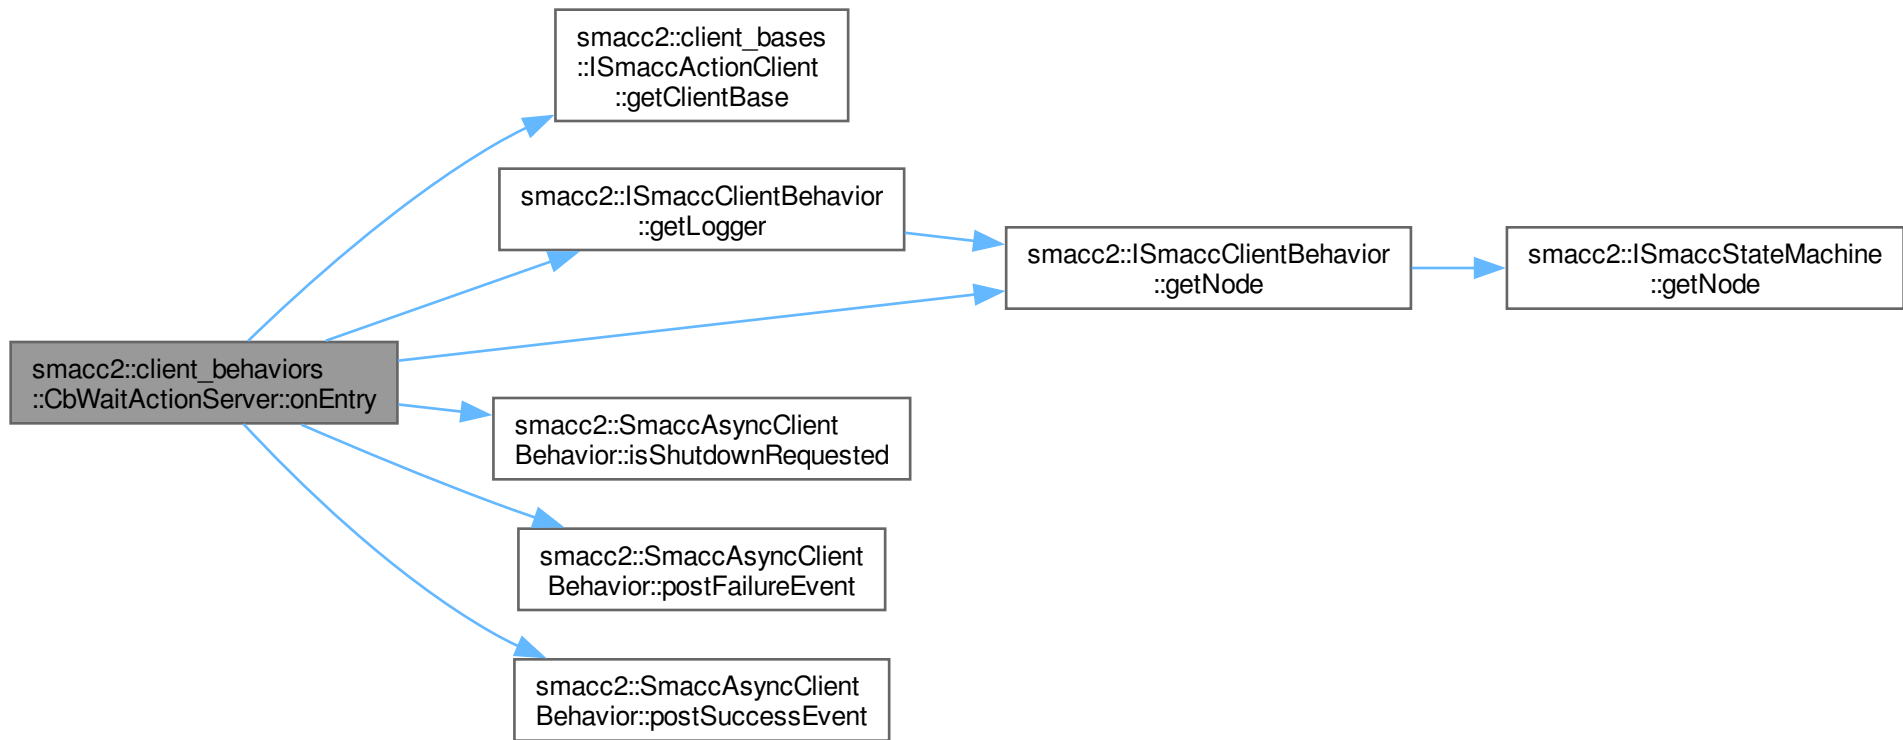 smacc2::client_bases
::ISmaccActionClient
::getClientBase
smacc2::ISmaccClientBehavior
::getLogger
smacc2::ISmaccClientBehavior
::getNode
smacc2::ISmaccStateMachine
::getNode
smacc2::client_behaviors
::CbWaitActionServer::onEntry
smacc2::SmaccAsyncClient
Behavior::isShutdownRequested
smacc2::SmaccAsyncClient
Behavior::postFailureEvent
smacc2::SmaccAsyncClient
Behavior::postSuccessEvent